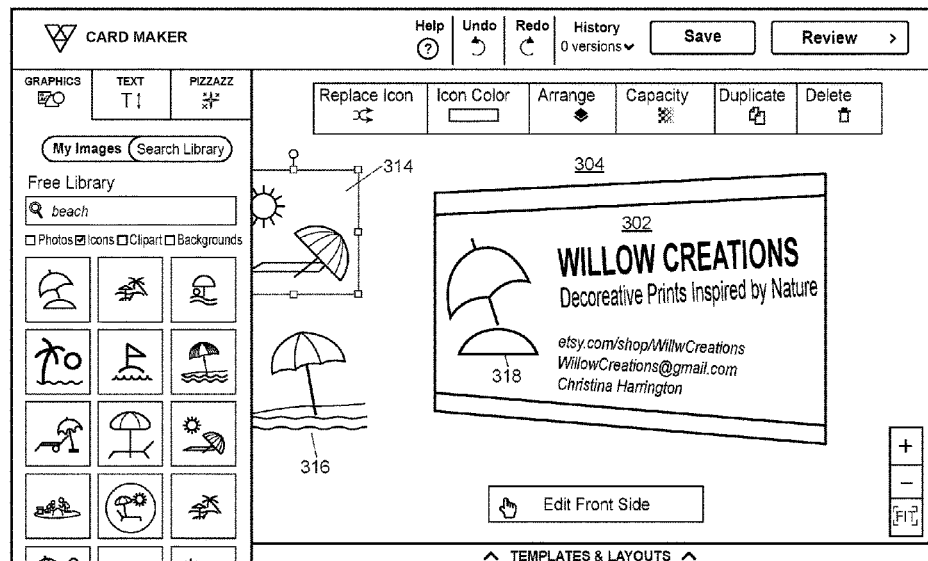 CARD MAKER
Help
?
Undo
Redo
History
0 versions
Save
Review >
GRAPHICS
TEXT
T
PIZZAZZ
Replace Icon
Icon Color
Arrange
Capacity
Duplicate
Delete
My Images
Search Library
Free Library
beach
Photos Icons Clipart Backgrounds
314
304
302
WILLOW CREATIONS
Decoreative Prints Inspired by Nature
etsy.com/shop/WillwCreations
WillowCreations@gmail.com
Christina Harrington
318
316
+
−
FIT
Edit Front Side
TEMPLATES & LAYOUTS